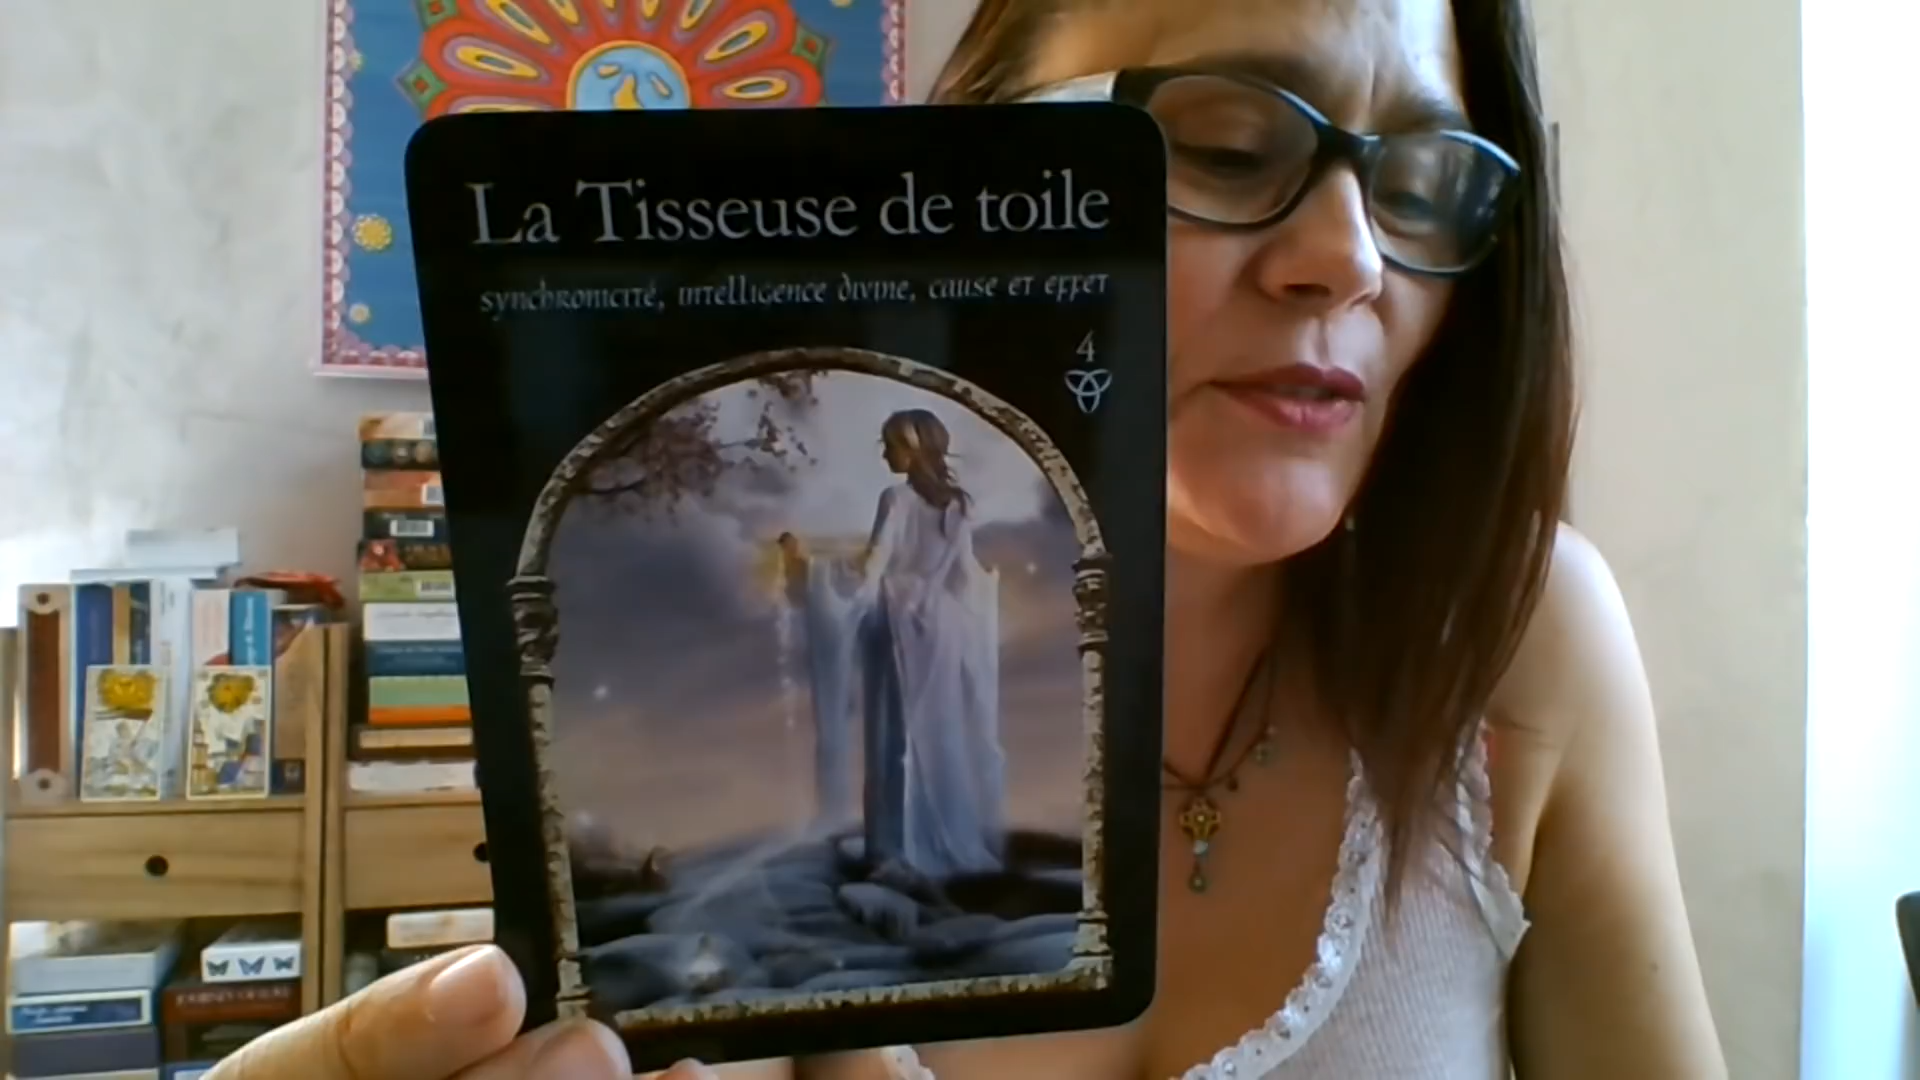 La Tisseuse de toile
synchronicité, intelligence divine, cause et effet
4